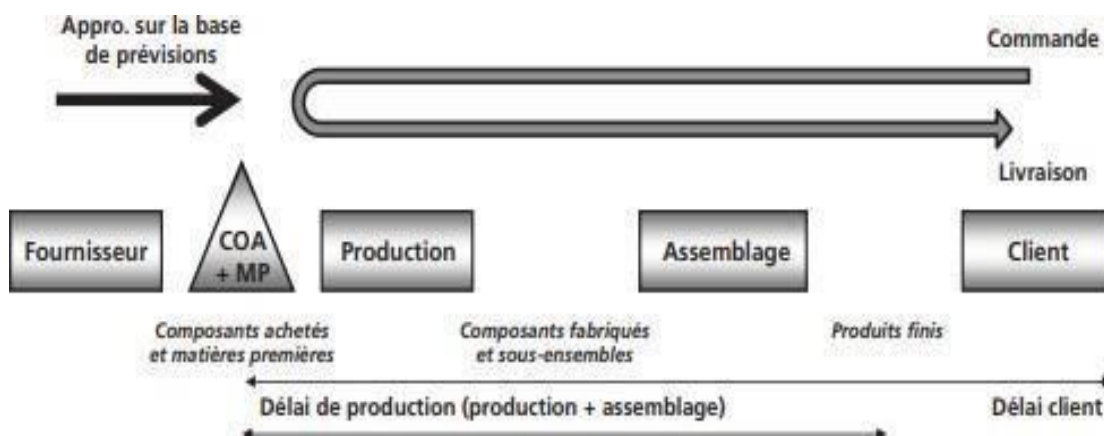 Appro. sur la base
de prévisions
Commande
Livraison
Fournisseur
COA
+ MP
Production
Assemblage
Client
Composants achetés
et matières premières
Composants fabriqués
et sous-ensembles
Produits finis
Délai de production (production + assemblage)
Délai client